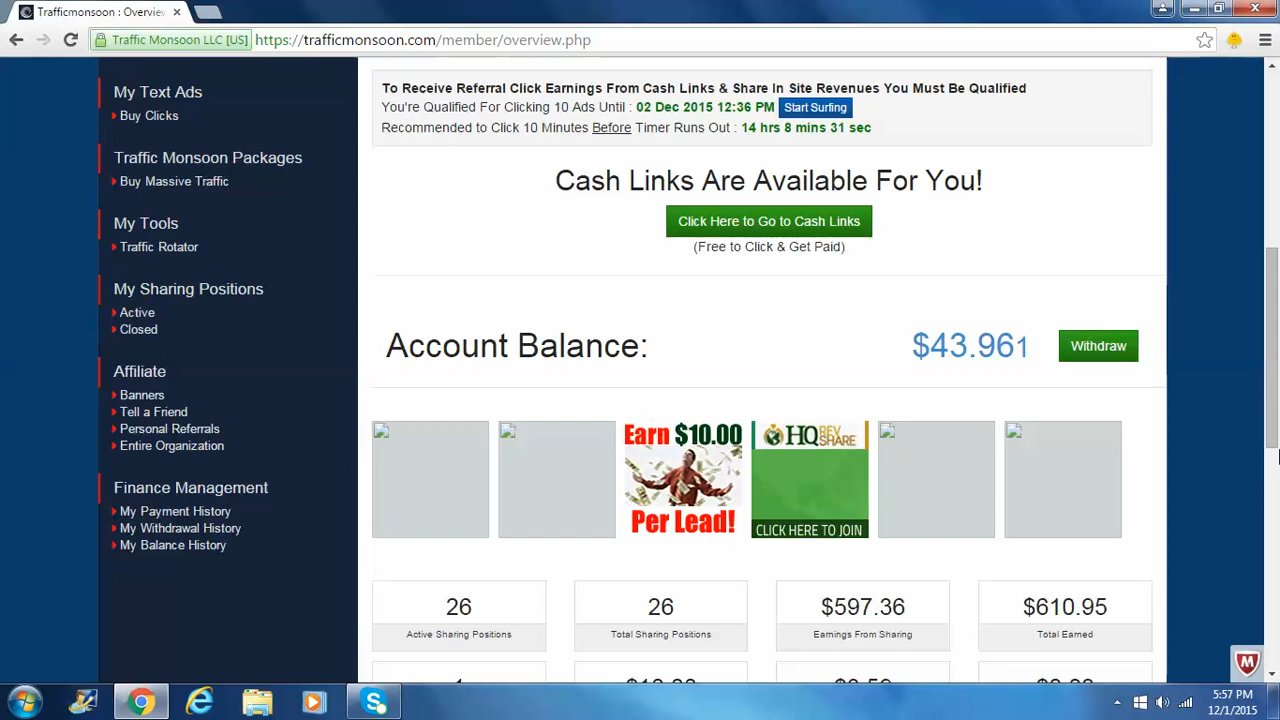 Trafficmonsoon : Overview
Traffic Monsoon LLC [US]
https://trafficmonsoon.com/member/overview.php
My Text Ads
Buy Clicks
Traffic Monsoon Packages
Buy Massive Traffic
My Tools
Traffic Rotator
My Sharing Positions
Active
Closed
Affiliate
Banners
Tell a Friend
Personal Referrals
Entire Organization
Finance Management
My Payment History
My Withdrawal History
My Balance History
To Receive Referral Click Earnings From Cash Links & Share In Site Revenues You Must Be Qualified
You're Qualified For Clicking 10 Ads Until : 02 Dec 2015 12:36 PM Start Surfing
Recommended to Click 10 Minutes Before Timer Runs Out : 14 hrs 8 mins 31 sec
Cash Links Are Available For You!
Click Here to Go to Cash Links
(Free to Click & Get Paid)
Account Balance: $43.961 Withdraw
Earn $10.00
Per Lead!
HQ REV SHARE
CLICK HERE TO JOIN
26
Active Sharing Positions
26
Total Sharing Positions
$597.36
Earnings From Sharing
$610.95
Total Earned
5:57 PM
12/1/2015